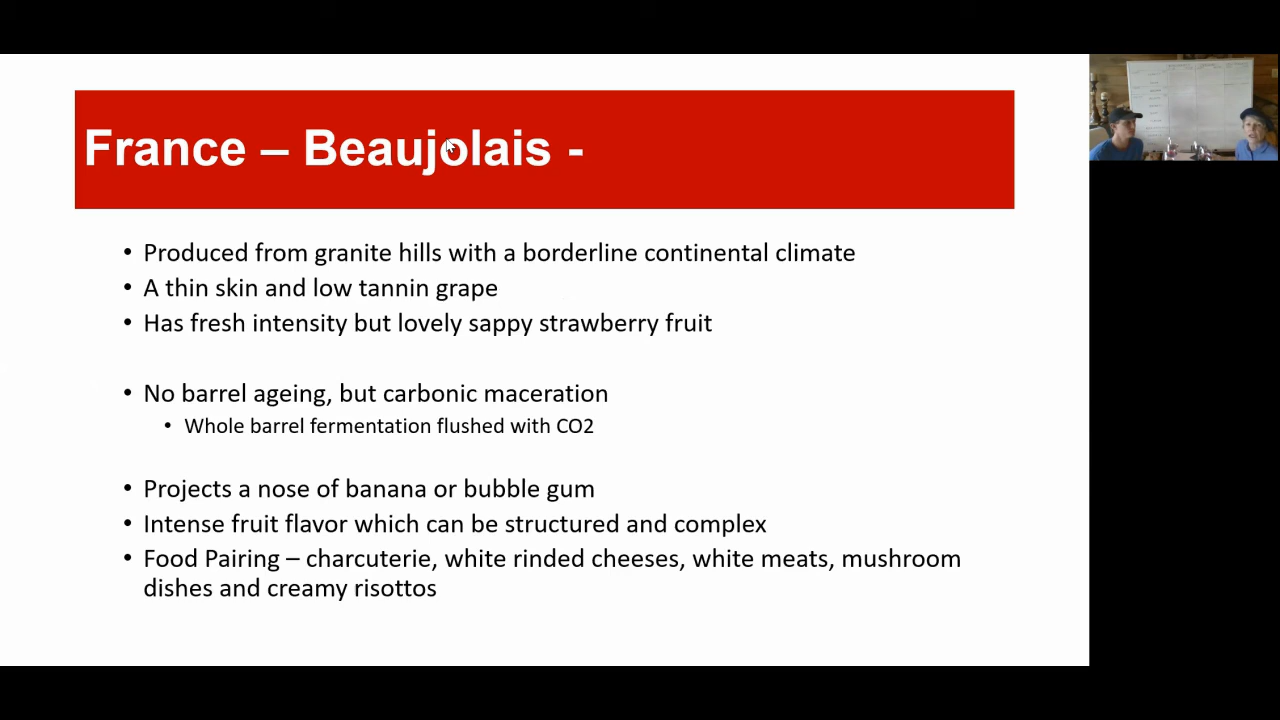 France – Beaujolais -
• Produced from granite hills with a borderline continental climate
• A thin skin and low tannin grape
• Has fresh intensity but lovely sappy strawberry fruit
• No barrel ageing, but carbonic maceration
• Whole barrel fermentation flushed with CO2
• Projects a nose of banana or bubble gum
• Intense fruit flavor which can be structured and complex
• Food Pairing – charcuterie, white rinded cheeses, white meats, mushroom
dishes and creamy risottos